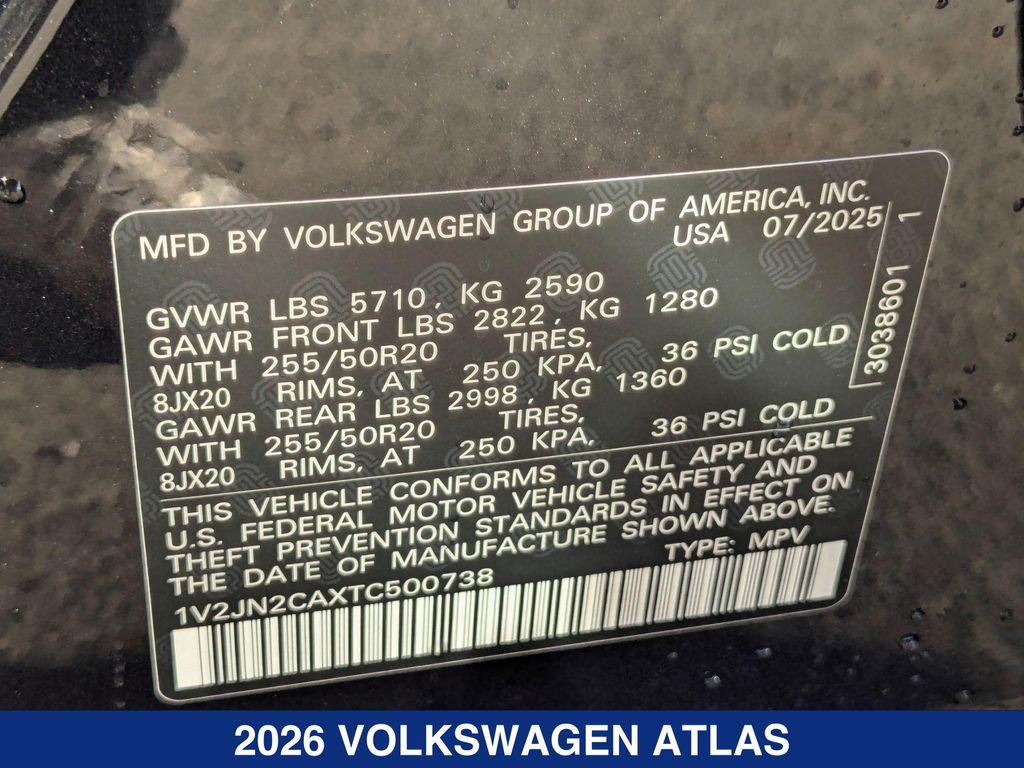 MFD BY VOLKSWAGEN GROUP OF AMERICA, INC.
USA 07/2025
GVWR LBS 5710, KG 2590
GAWR FRONT LBS 2822, KG 1280
WITH 255/50R20 TIRES,
8JX20 RIMS, AT 250 KPA, 36 PSI COLD
GAWR REAR LBS 2998, KG 1360
WITH 255/50R20 TIRES,
8JX20 RIMS, AT 250 KPA, 36 PSI COLD
3038601 1
THIS VEHICLE CONFORMS TO ALL APPLICABLE
U.S. FEDERAL MOTOR VEHICLE SAFETY AND
THEFT PREVENTION STANDARDS IN EFFECT ON
THE DATE OF MANUFACTURE SHOWN ABOVE.
1V2JN2CAXTC500738 TYPE: MPV
2026 VOLKSWAGEN ATLAS